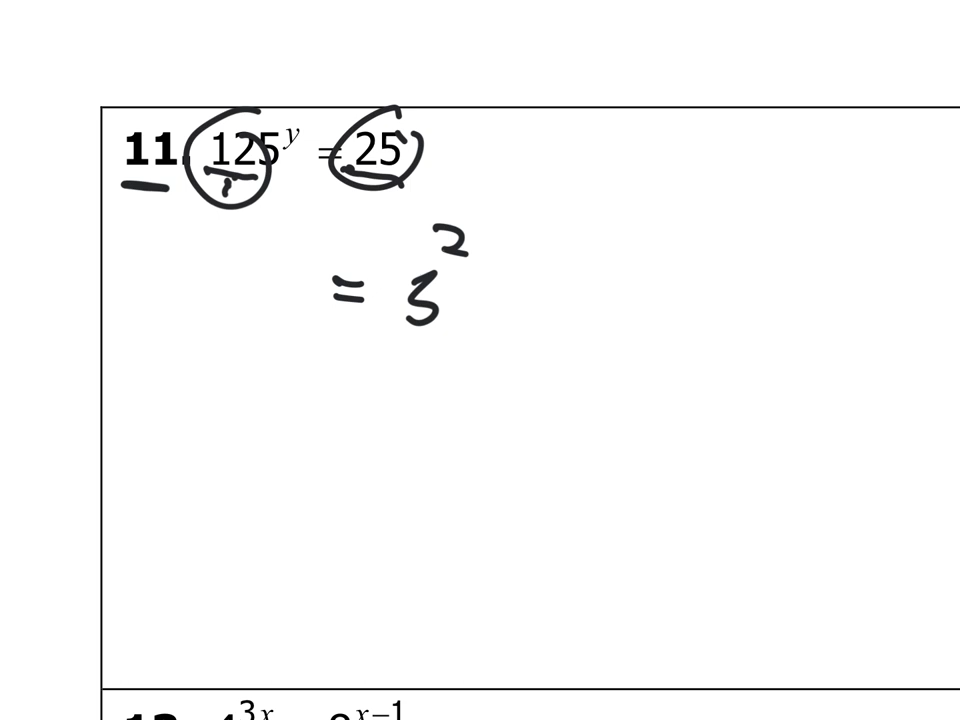 11. 125^y = 25
= 5^2